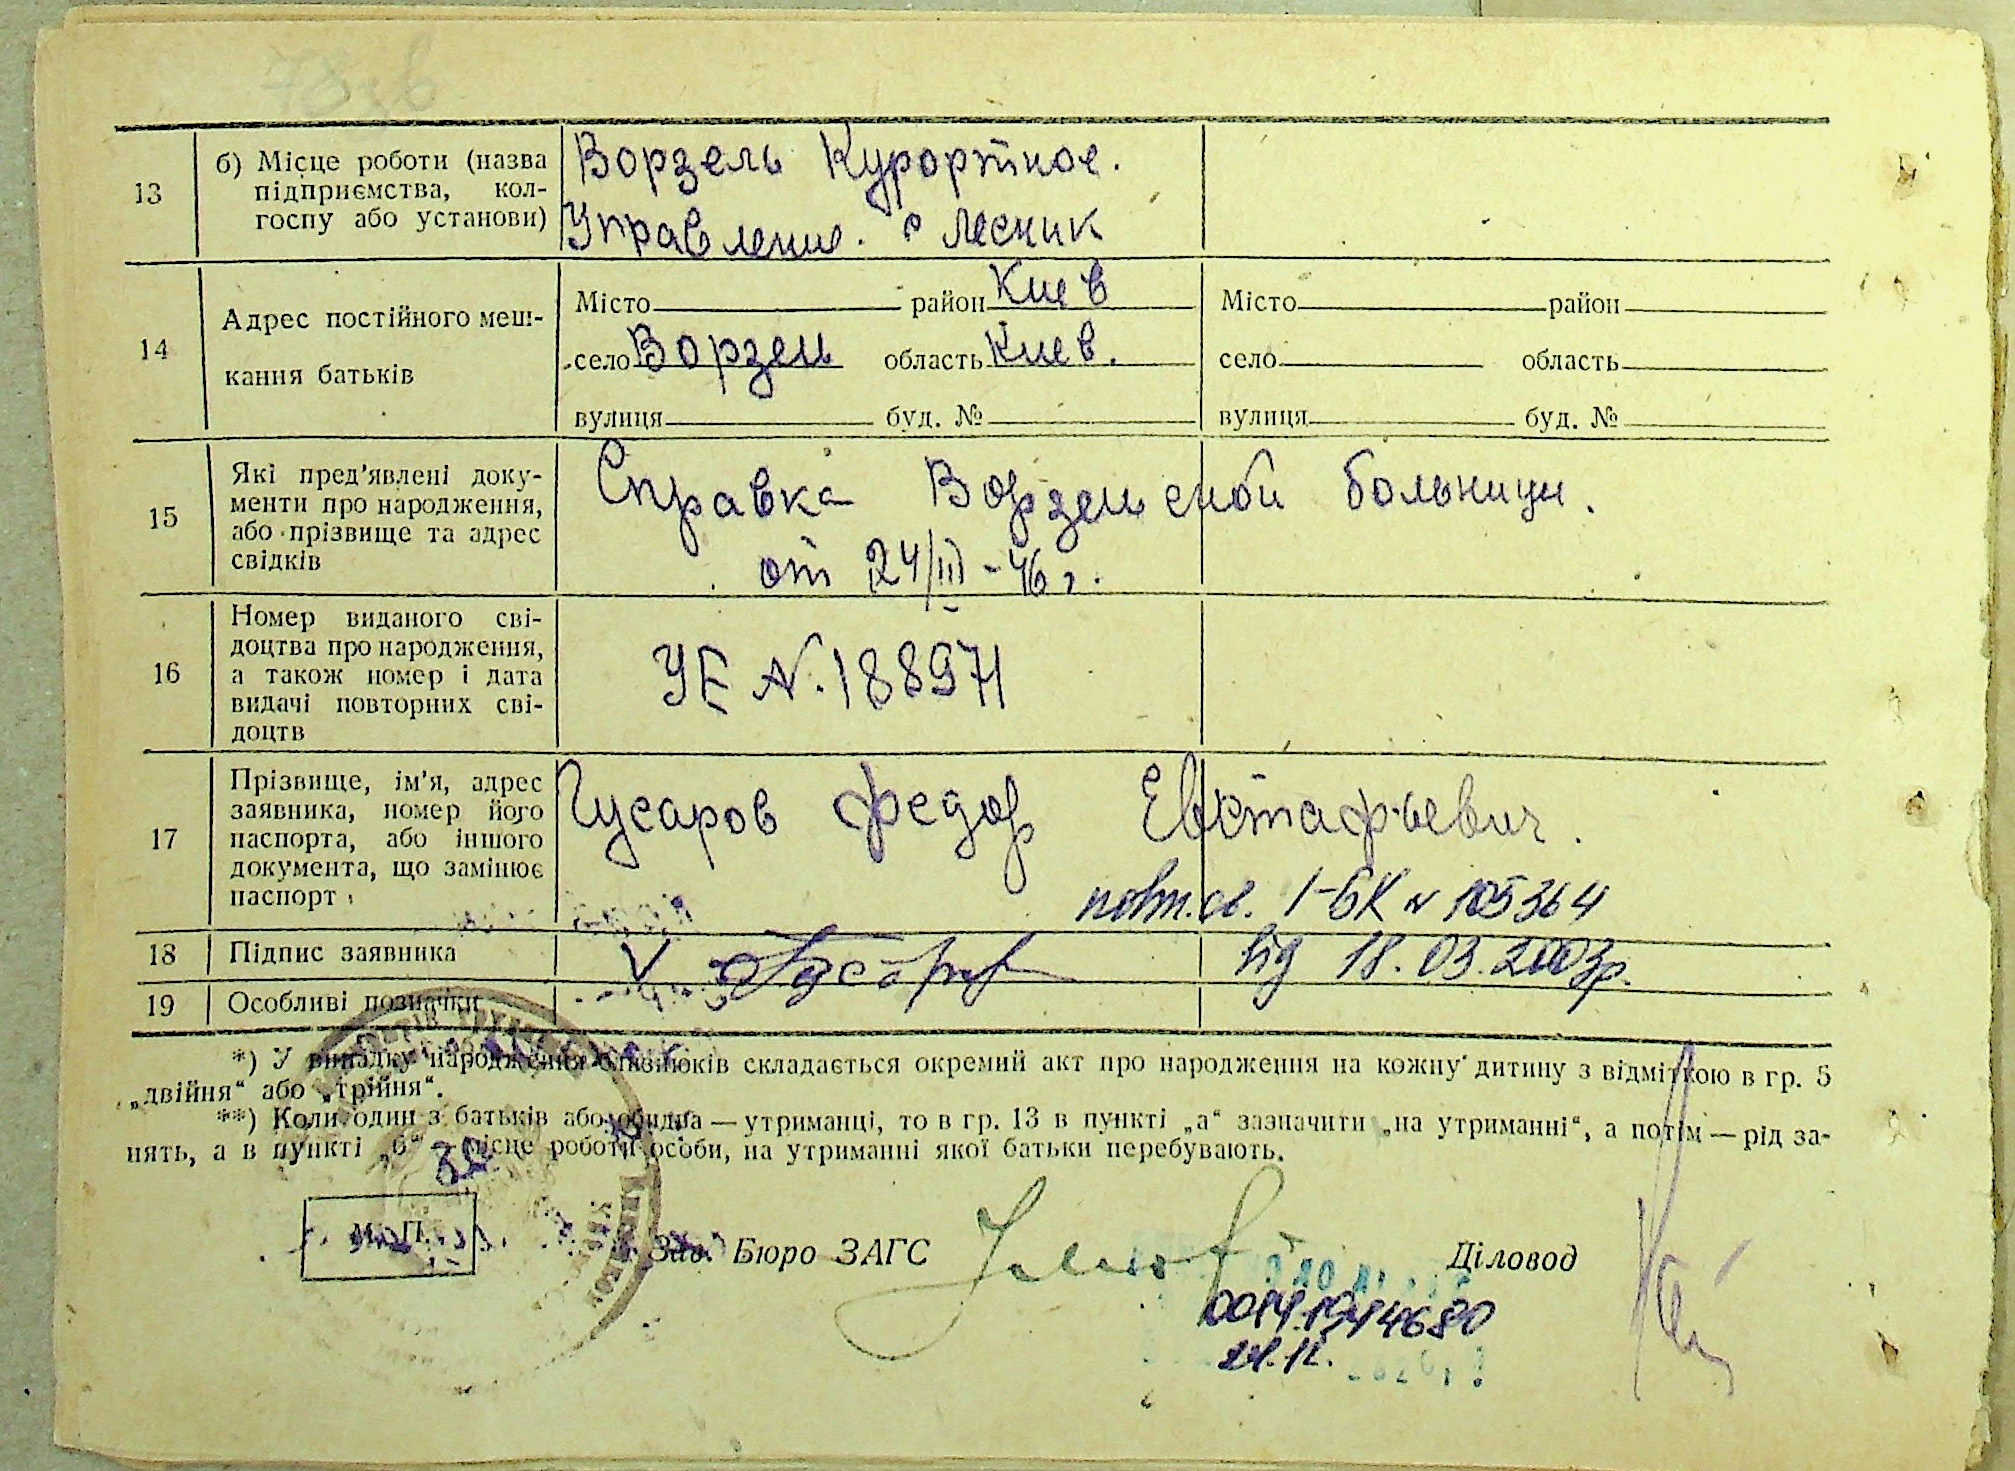 13 б) Місце роботи (назва підприємства, колгоспу або установи)
Ворзель Курортное.
Управление. лесник
14 Адрес постійного мешкання батьків
Місто район Киев
село Ворзель область Киев.
вулиця буд. №
Місто район
село область
вулиця буд. №
15 Які пред'явлені документи про народження, або прізвище та адрес свідків
Справка Ворзельской больницы.
от 24/III-46 г.
16 Номер виданого свідоцтва про народження, а також номер і дата видачі повторних свідоцтв
УЕ N. 188971
17 Прізвище, ім'я, адрес заявника, номер його паспорта, або іншого документа, що замінює паспорт
Гусаров Федор Евстафьевич.
повт.св. I-БК N 105364
18 Підпис заявника
V Гусаров
від 18.03.2003р.
19 Особливі позначки
*) У випадку народження близнюків складається окремий акт про народження на кожну дитину з відміткою в гр. 5
„двійня“ або „трійня“.
**) Коли один з батьків або обидва — утриманці, то в гр. 13 в пункті „а“ зазначити „на утриманні“, а потім — рід за-
нять, а в пункті „б“ — місце роботи особи, на утриманні якої батьки перебувають.
М. П.
Зав. Бюро ЗАГС
Діловод